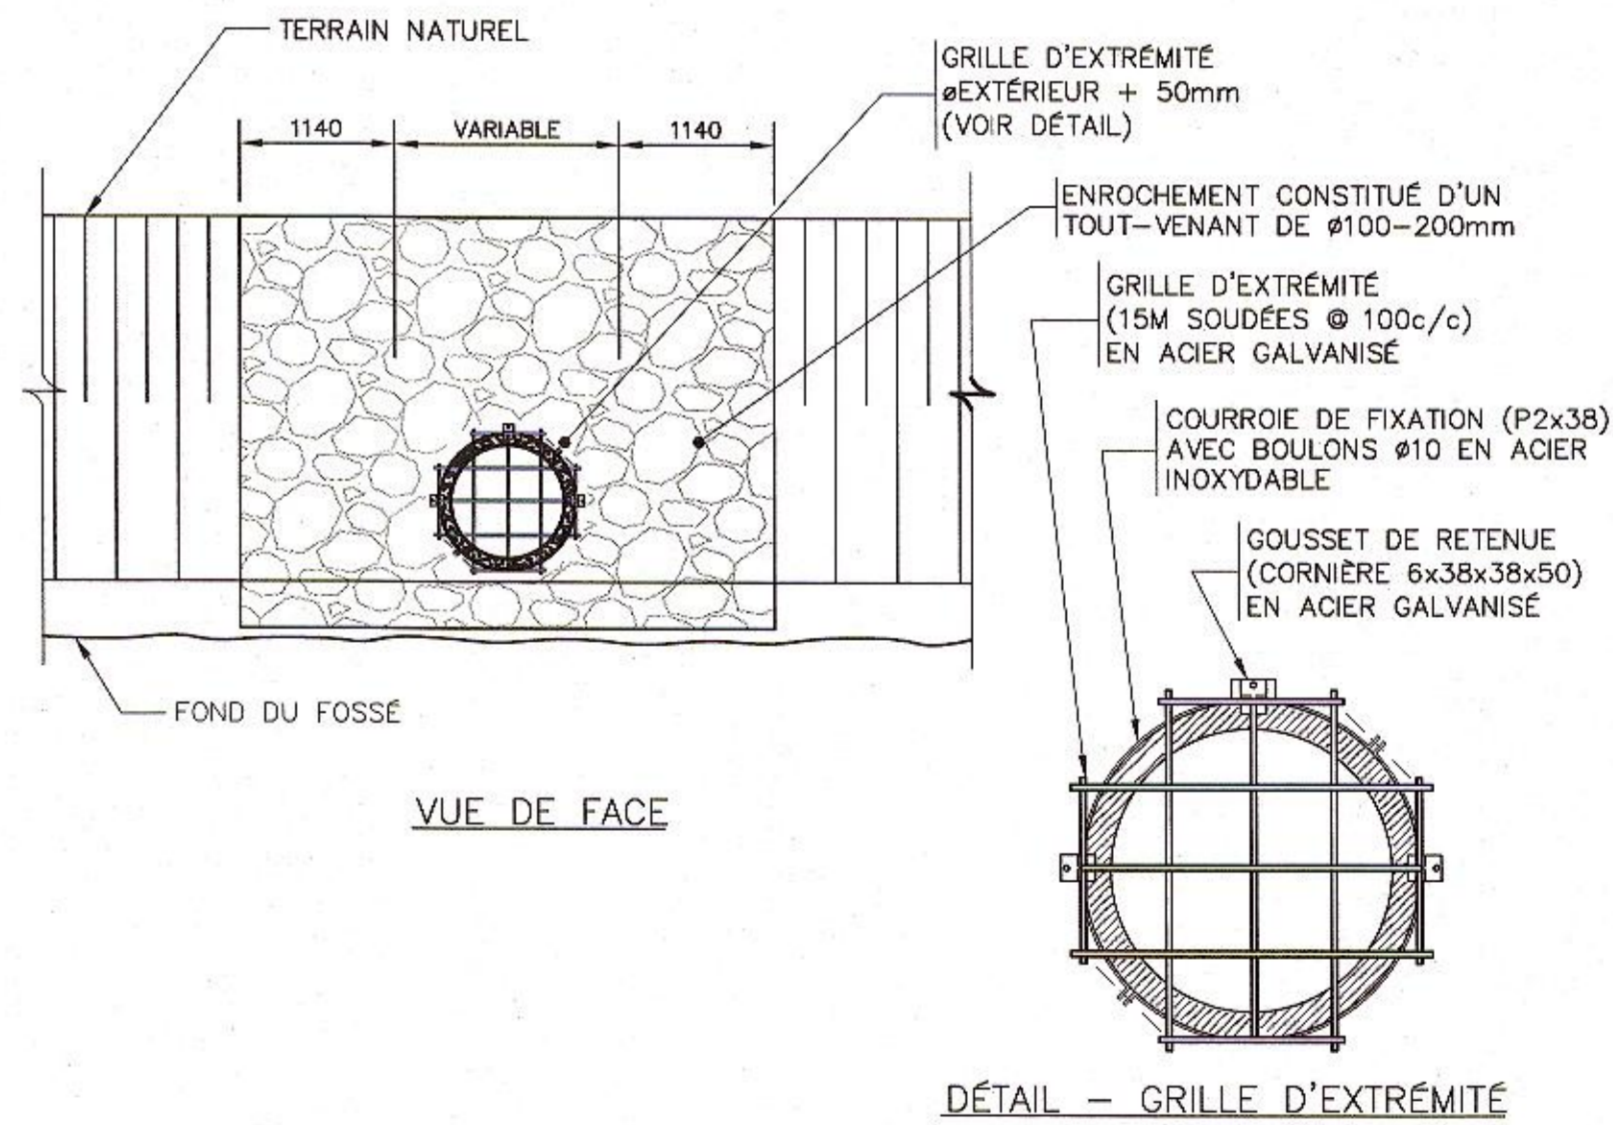 TERRAIN NATUREL
GRILLE D'EXTRÉMITÉ
øEXTÉRIEUR + 50mm
(VOIR DÉTAIL)
1140
VARIABLE
1140
ENROCHEMENT CONSTITUÉ D'UN
TOUT-VENANT DE ø100-200mm
GRILLE D'EXTRÉMITÉ
(15M SOUDÉES @ 100c/c)
EN ACIER GALVANISÉ
COURROIE DE FIXATION (P2x38)
AVEC BOULONS ø10 EN ACIER
INOXYDABLE
GOUSSET DE RETENUE
(CORNIÈRE 6x38x38x50)
EN ACIER GALVANISÉ
FOND DU FOSSÉ
VUE DE FACE
DÉTAIL - GRILLE D'EXTRÉMITÉ